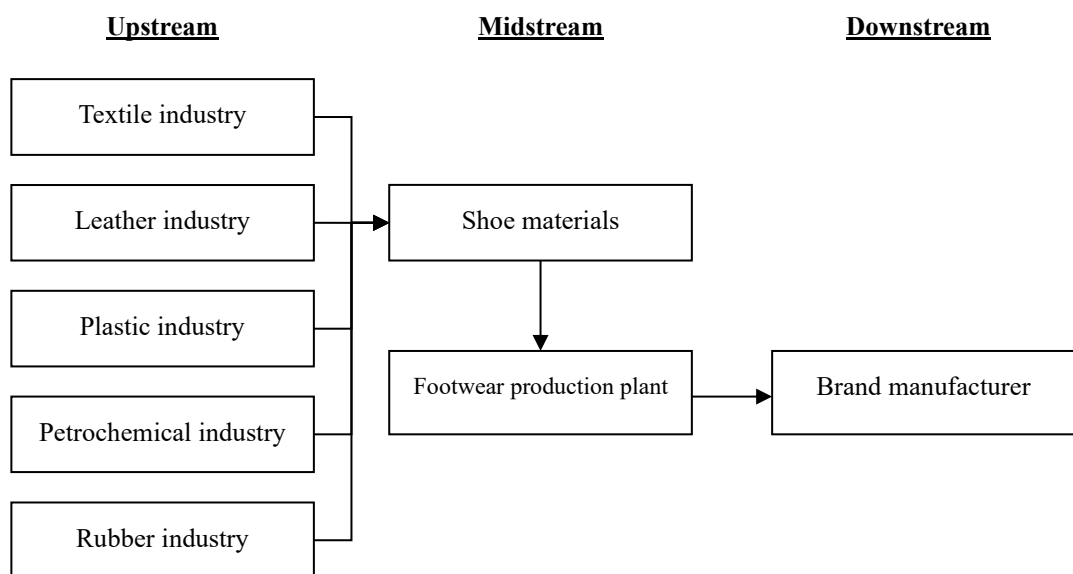 Upstream
Midstream
Downstream
Textile industry
Leather industry
Shoe materials
Plastic industry
Footwear production plant
Brand manufacturer
Petrochemical industry
Rubber industry